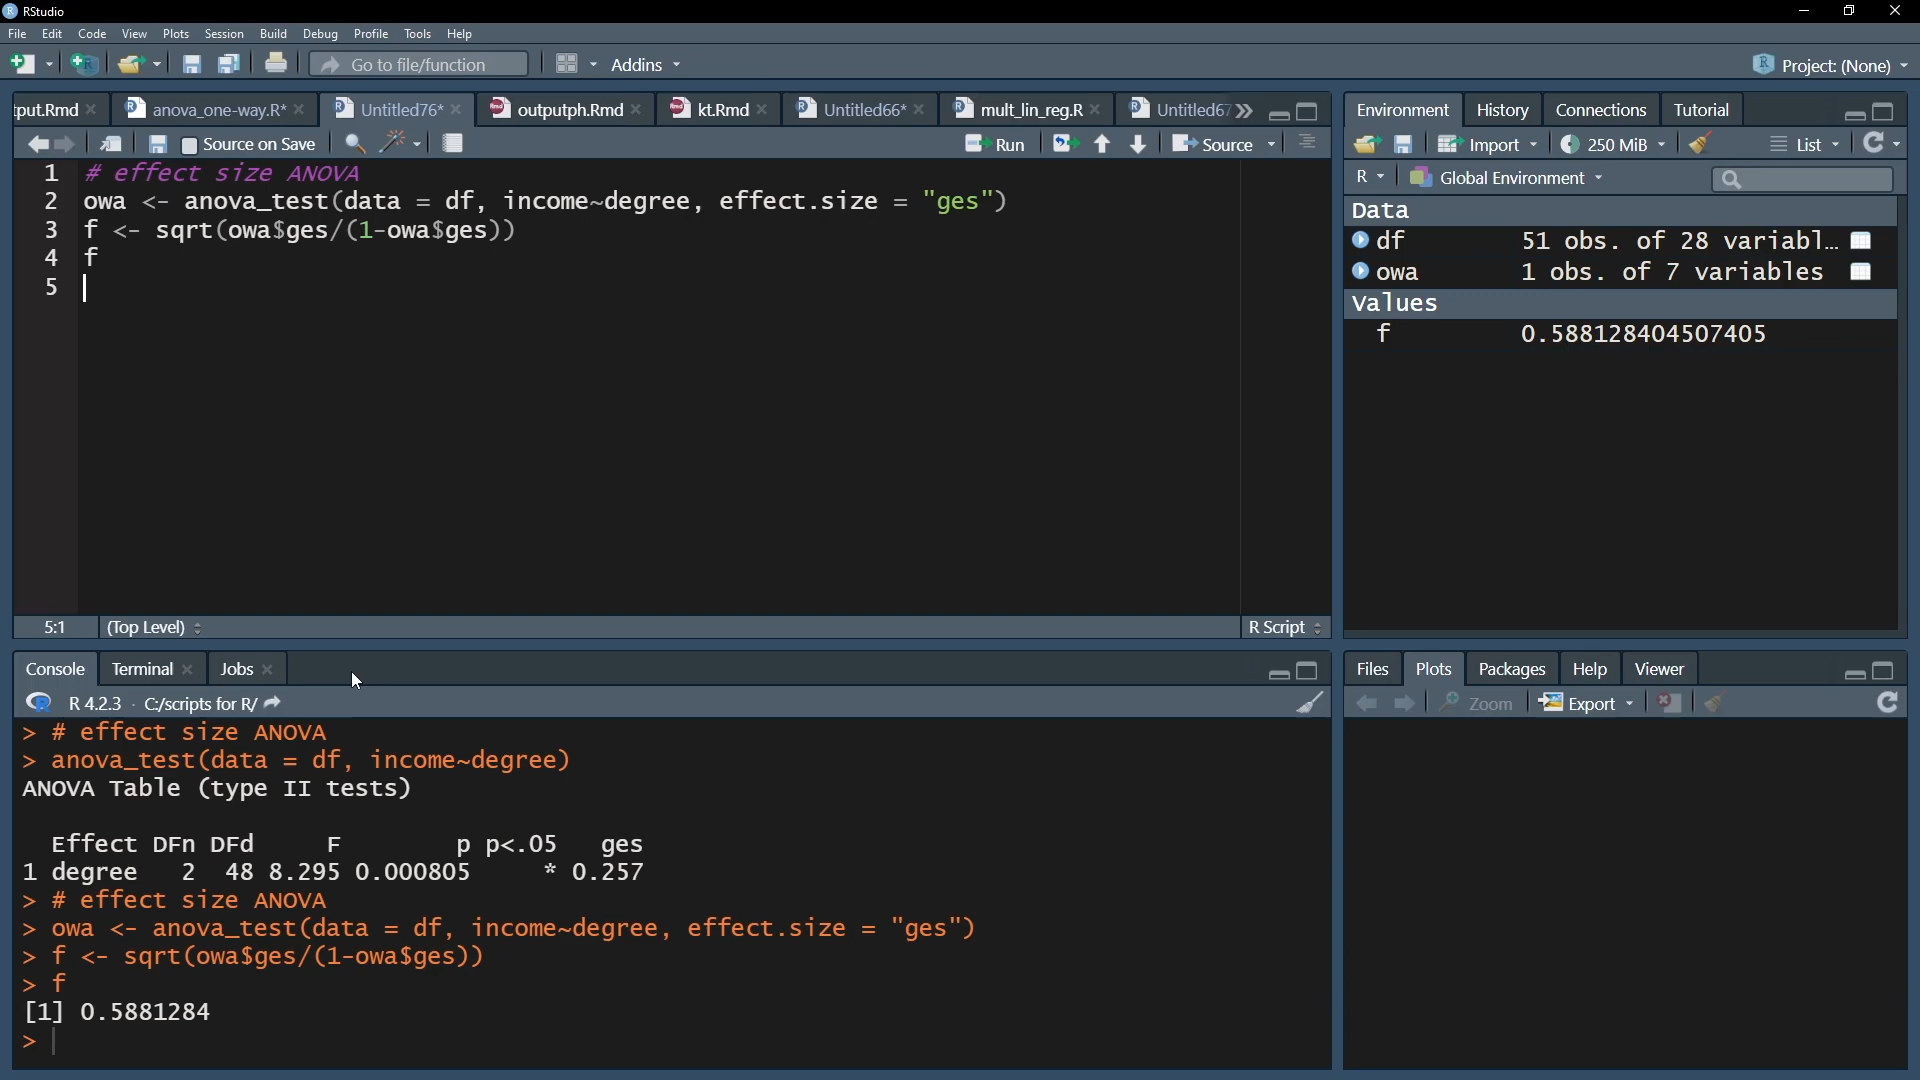 RStudio
File Edit Code View Plots Session Build Debug Profile Tools Help
Go to file/function Addins Project: (None)
tput.Rmd anova_one-way.R* Untitled76* outputph.Rmd kt.Rmd Untitled66* mult_lin_reg.R Untitled67
Source on Save Run Source
1 # effect size ANOVA
2 owa <- anova_test(data = df, income~degree, effect.size = "ges")
3 f <- sqrt(owa$ges/(1-owa$ges))
4 f
5
5:1 (Top Level) R Script
Console Terminal Jobs
R 4.2.3 · C:/scripts for R/
> # effect size ANOVA
> anova_test(data = df, income~degree)
ANOVA Table (type II tests)
Effect DFn DFd F p p<.05 ges
1 degree 2 48 8.295 0.000805 * 0.257
> # effect size ANOVA
> owa <- anova_test(data = df, income~degree, effect.size = "ges")
> f <- sqrt(owa$ges/(1-owa$ges))
> f
[1] 0.5881284
>
Environment History Connections Tutorial
Import 250 MiB List
R Global Environment
Data
df 51 obs. of 28 variabl…
owa 1 obs. of 7 variables
Values
f 0.588128404507405
Files Plots Packages Help Viewer
Zoom Export